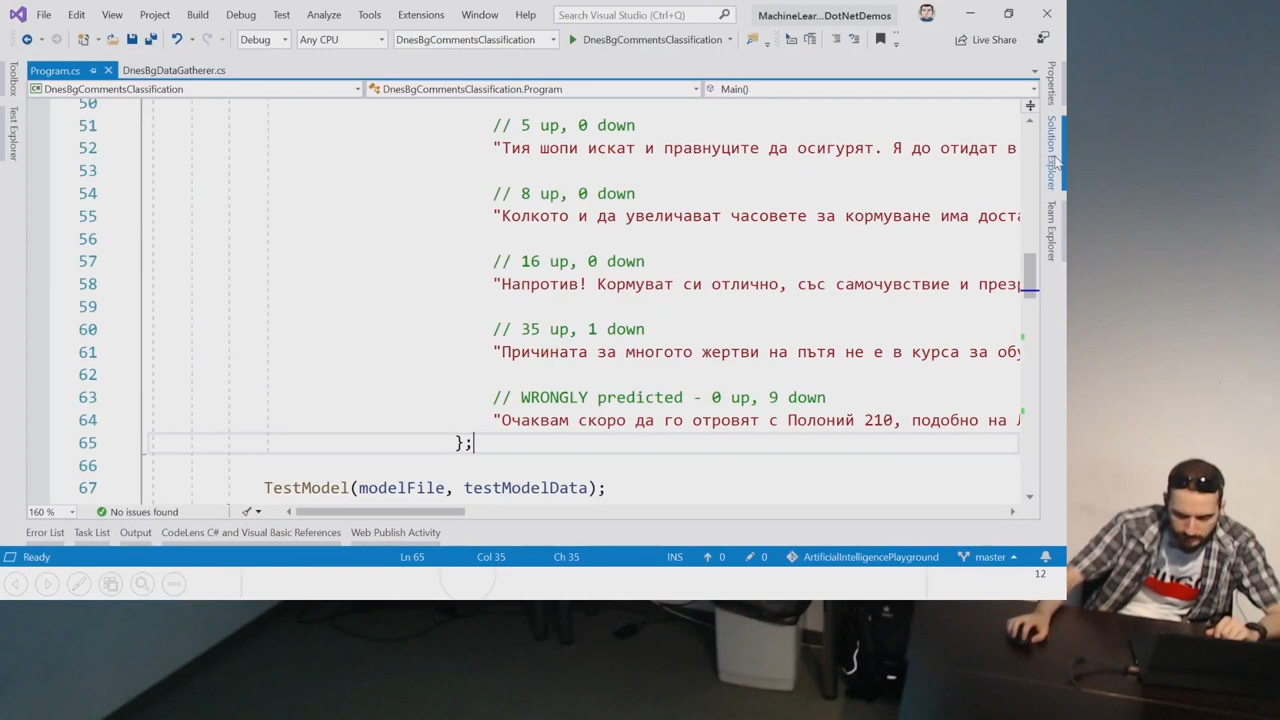 File Edit View Project Build Debug Test Analyze Tools Extensions Window Help Search Visual Studio (Ctrl+Q) MachineLear...DotNetDemos
Debug Any CPU DnesBgCommentsClassification DnesBgCommentsClassification Live Share
Program.cs DnesBgDataGatherer.cs
DnesBgCommentsClassification DnesBgCommentsClassification.Program Main()
Toolbox
Test Explorer
Properties
Solution Explorer
Team Explorer
50
51 // 5 up, 0 down
52 "Тия шопи искат и правнуците да осигурят. Я до отидат в
53
54 // 8 up, 0 down
55 "Колкото и да увеличават часовете за кормуване има доста
56
57 // 16 up, 0 down
58 "Напротив! Кормуват си отлично, със самочувствие и презр
59
60 // 35 up, 1 down
61 "Причината за многото жертви на пътя не е в курса за обу
62
63 // WRONGLY predicted - 0 up, 9 down
64 "Очаквам скоро да го отровят с Полоний 210, подобно на Л
65 };
66
67 TestModel(modelFile, testModelData);
160 % No issues found
Error List Task List Output CodeLens C# and Visual Basic References Web Publish Activity
Ready Ln 65 Col 35 Ch 35 INS 0 0 ArtificialIntelligencePlayground master
12